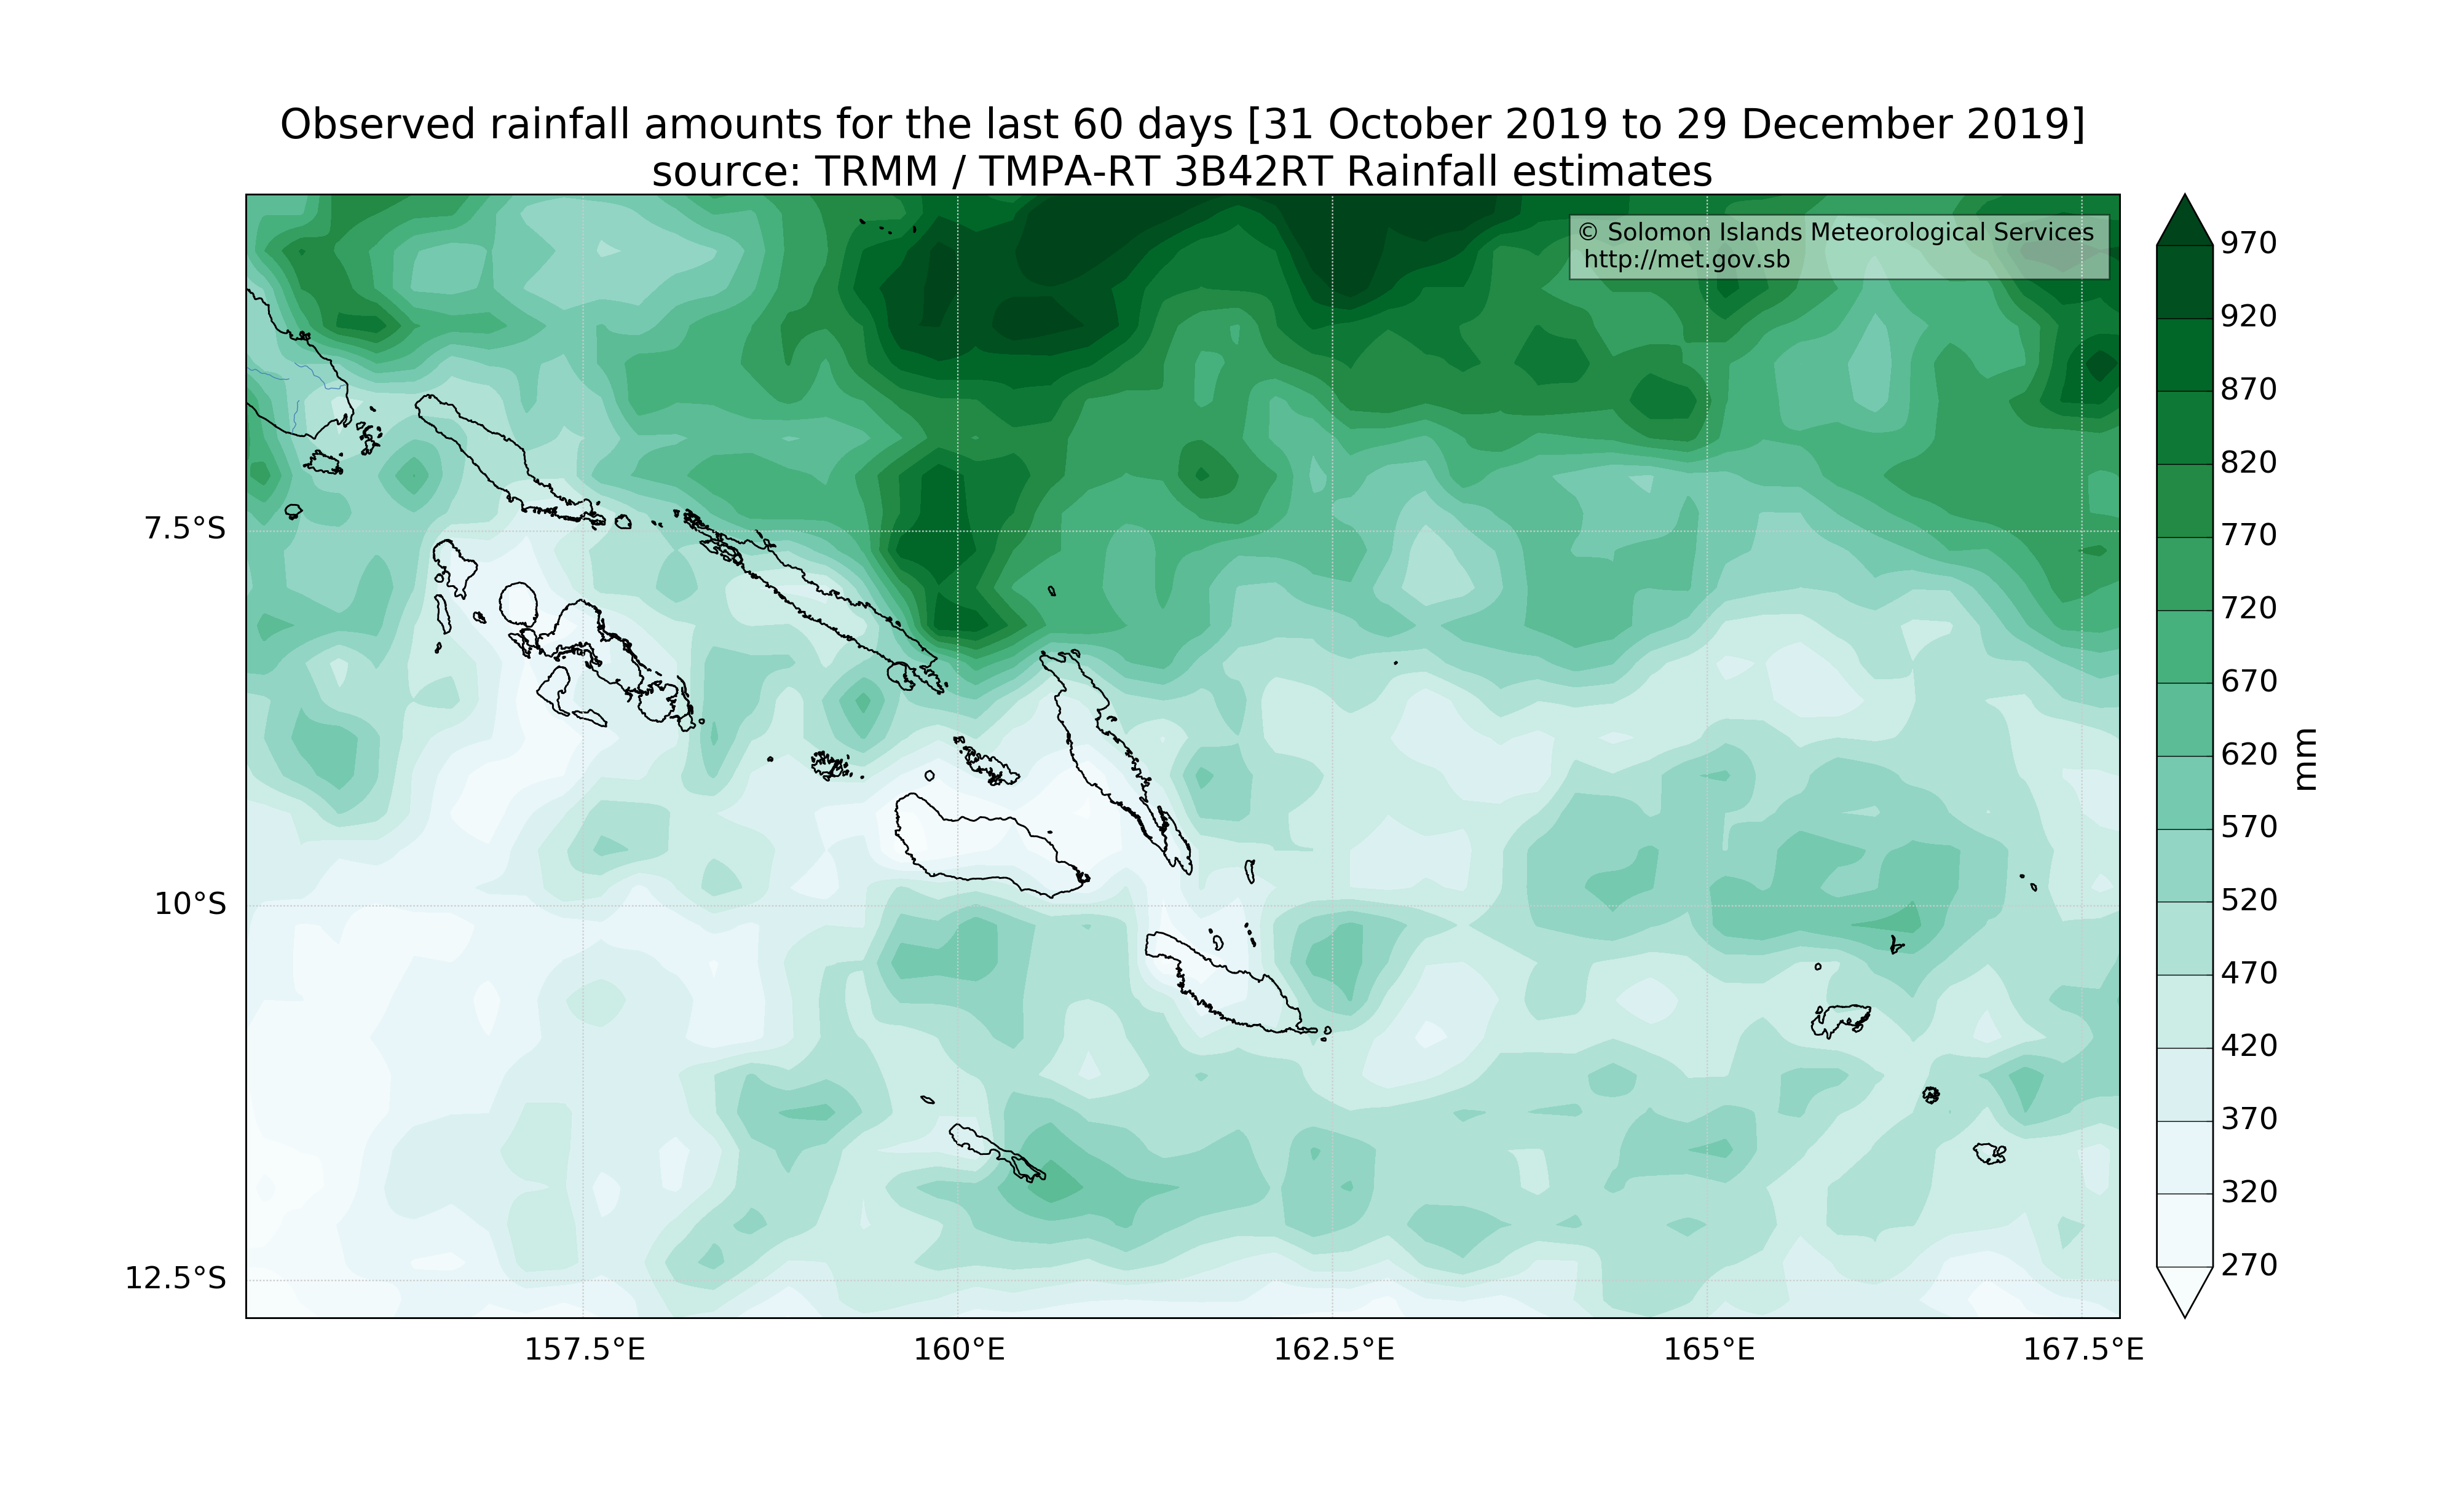 Observed rainfall amounts for the last 60 days [31 October 2019 to 29 December 2019]
source: TRMM / TMPA-RT 3B42RT Rainfall estimates
© Solomon Islands Meteorological Services
http://met.gov.sb
7.5°S
10°S
12.5°S
157.5°E
160°E
162.5°E
165°E
167.5°E
970
920
870
820
770
720
670
620
570
520
470
420
370
320
270
mm